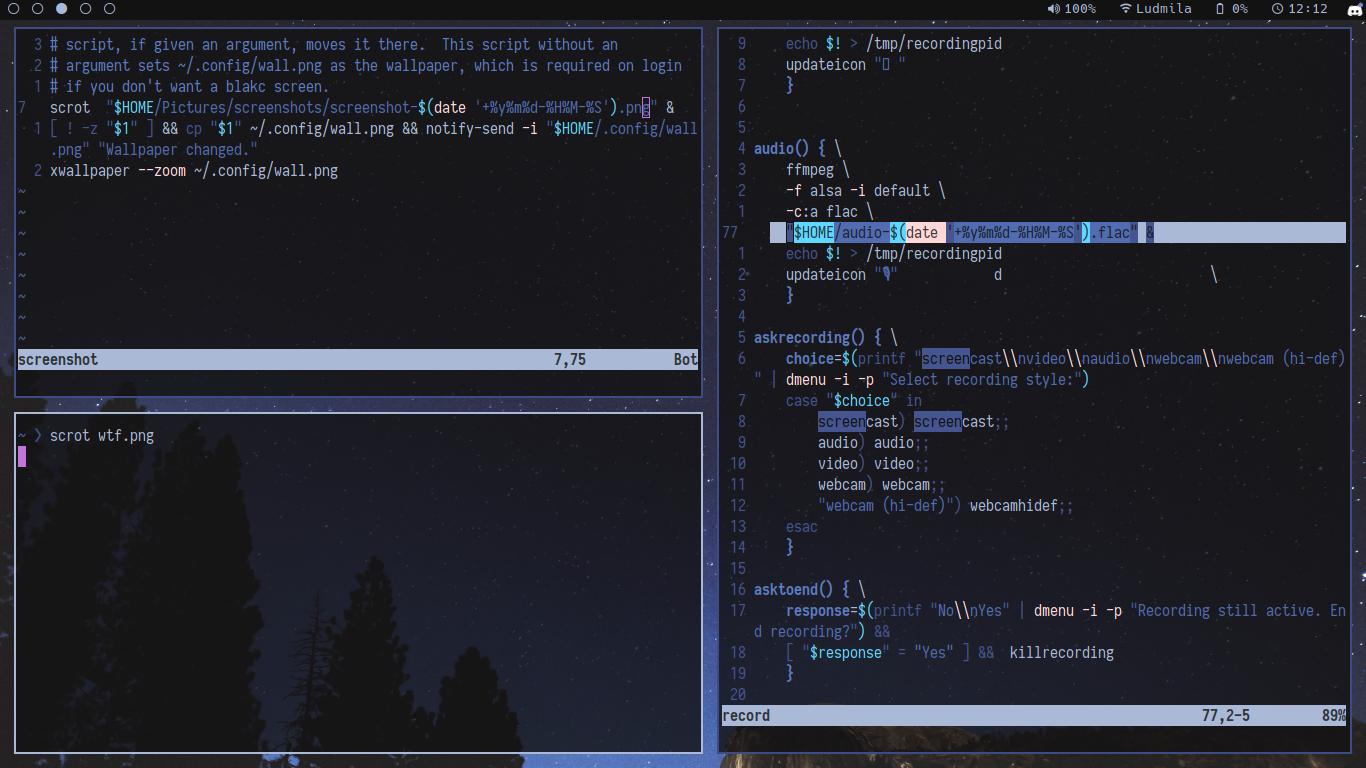 100% Ludmila 0% 12:12
3 # script, if given an argument, moves it there.  This script without an
2 # argument sets ~/.config/wall.png as the wallpaper, which is required on login
1 # if you don't want a blakc screen.
7 scrot  "$HOME/Pictures/screenshots/screenshot-$(date '+%y%m%d-%H%M-%S').png" &
1 [ ! -z "$1" ] && cp "$1" ~/.config/wall.png && notify-send -i "$HOME/.config/wall
.png" "Wallpaper changed."
2 xwallpaper --zoom ~/.config/wall.png
~
~
~
~
~
~
~
~
screenshot 7,75 Bot
~ ❯ scrot wtf.png
9 echo $! > /tmp/recordingpid
8 updateicon " "
7 }
6
5
4 audio() { \
3 ffmpeg \
2 -f alsa -i default \
1 -c:a flac \
77 "$HOME/audio-$(date '+%y%m%d-%H%M-%S').flac" &
1 echo $! > /tmp/recordingpid
2 updateicon "🎙" d \
3 }
4
5 askrecording() { \
6 choice=$(printf "screencast\\nvideo\\naudio\\nwebcam\\nwebcam (hi-def)
" | dmenu -i -p "Select recording style:")
7 case "$choice" in
8 screencast) screencast;;
9 audio) audio;;
10 video) video;;
11 webcam) webcam;;
12 "webcam (hi-def)") webcamhidef;;
13 esac
14 }
15
16 asktoend() { \
17 response=$(printf "No\\nYes" | dmenu -i -p "Recording still active. En
d recording?") &&
18 [ "$response" = "Yes" ] &&  killrecording
19 }
20
record 77,2-5 89%